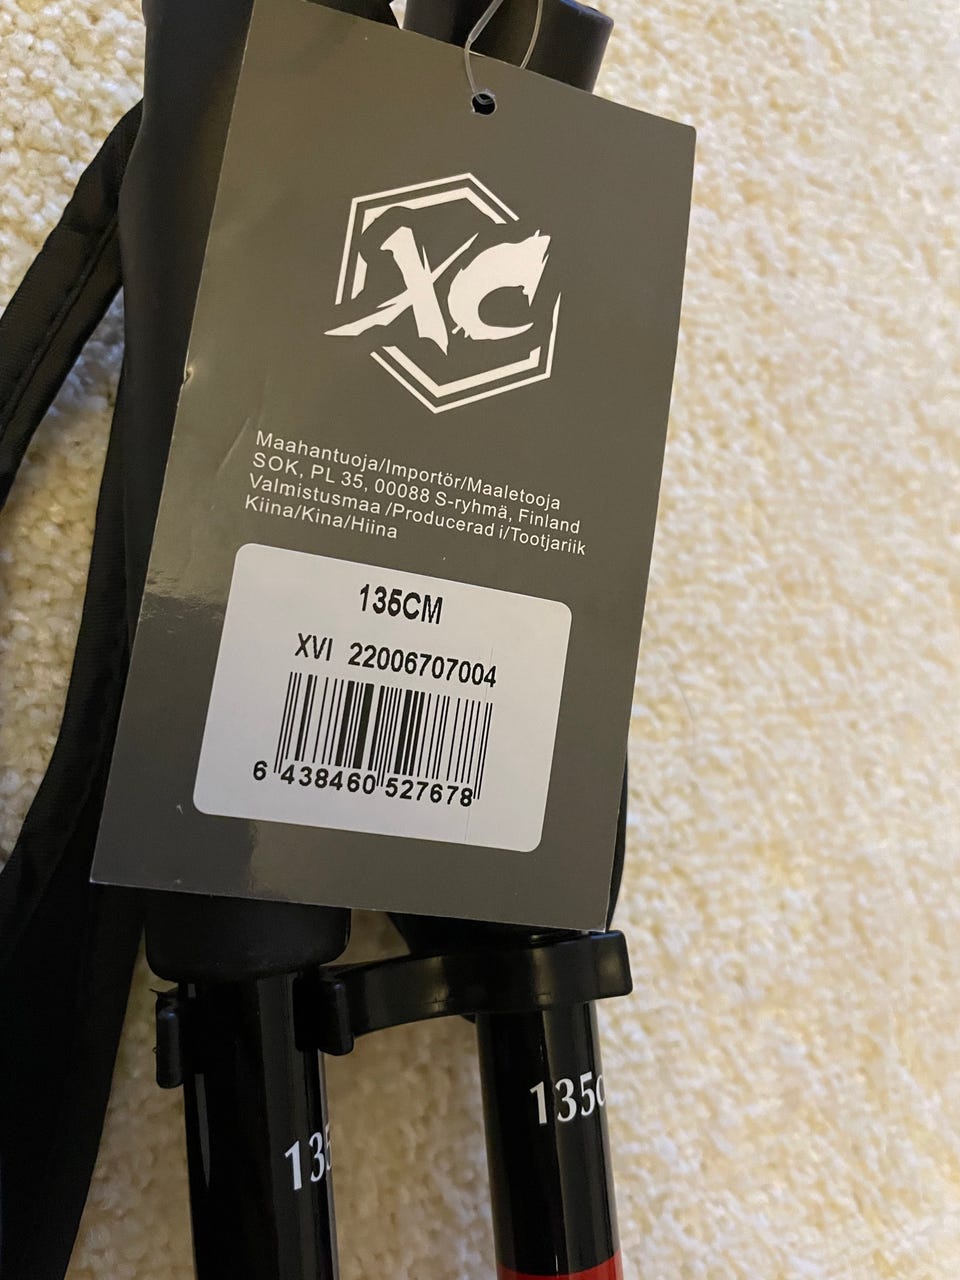 XC
Maahantuoja/Importör/Maaletooja
SOK, PL 35, 00088 S-ryhmä, Finland
Valmistusmaa /Producerad i/Tootjariik
Kiina/Kina/Hiina
135CM
XVI 22006707004
6 438460 527678
135c
135